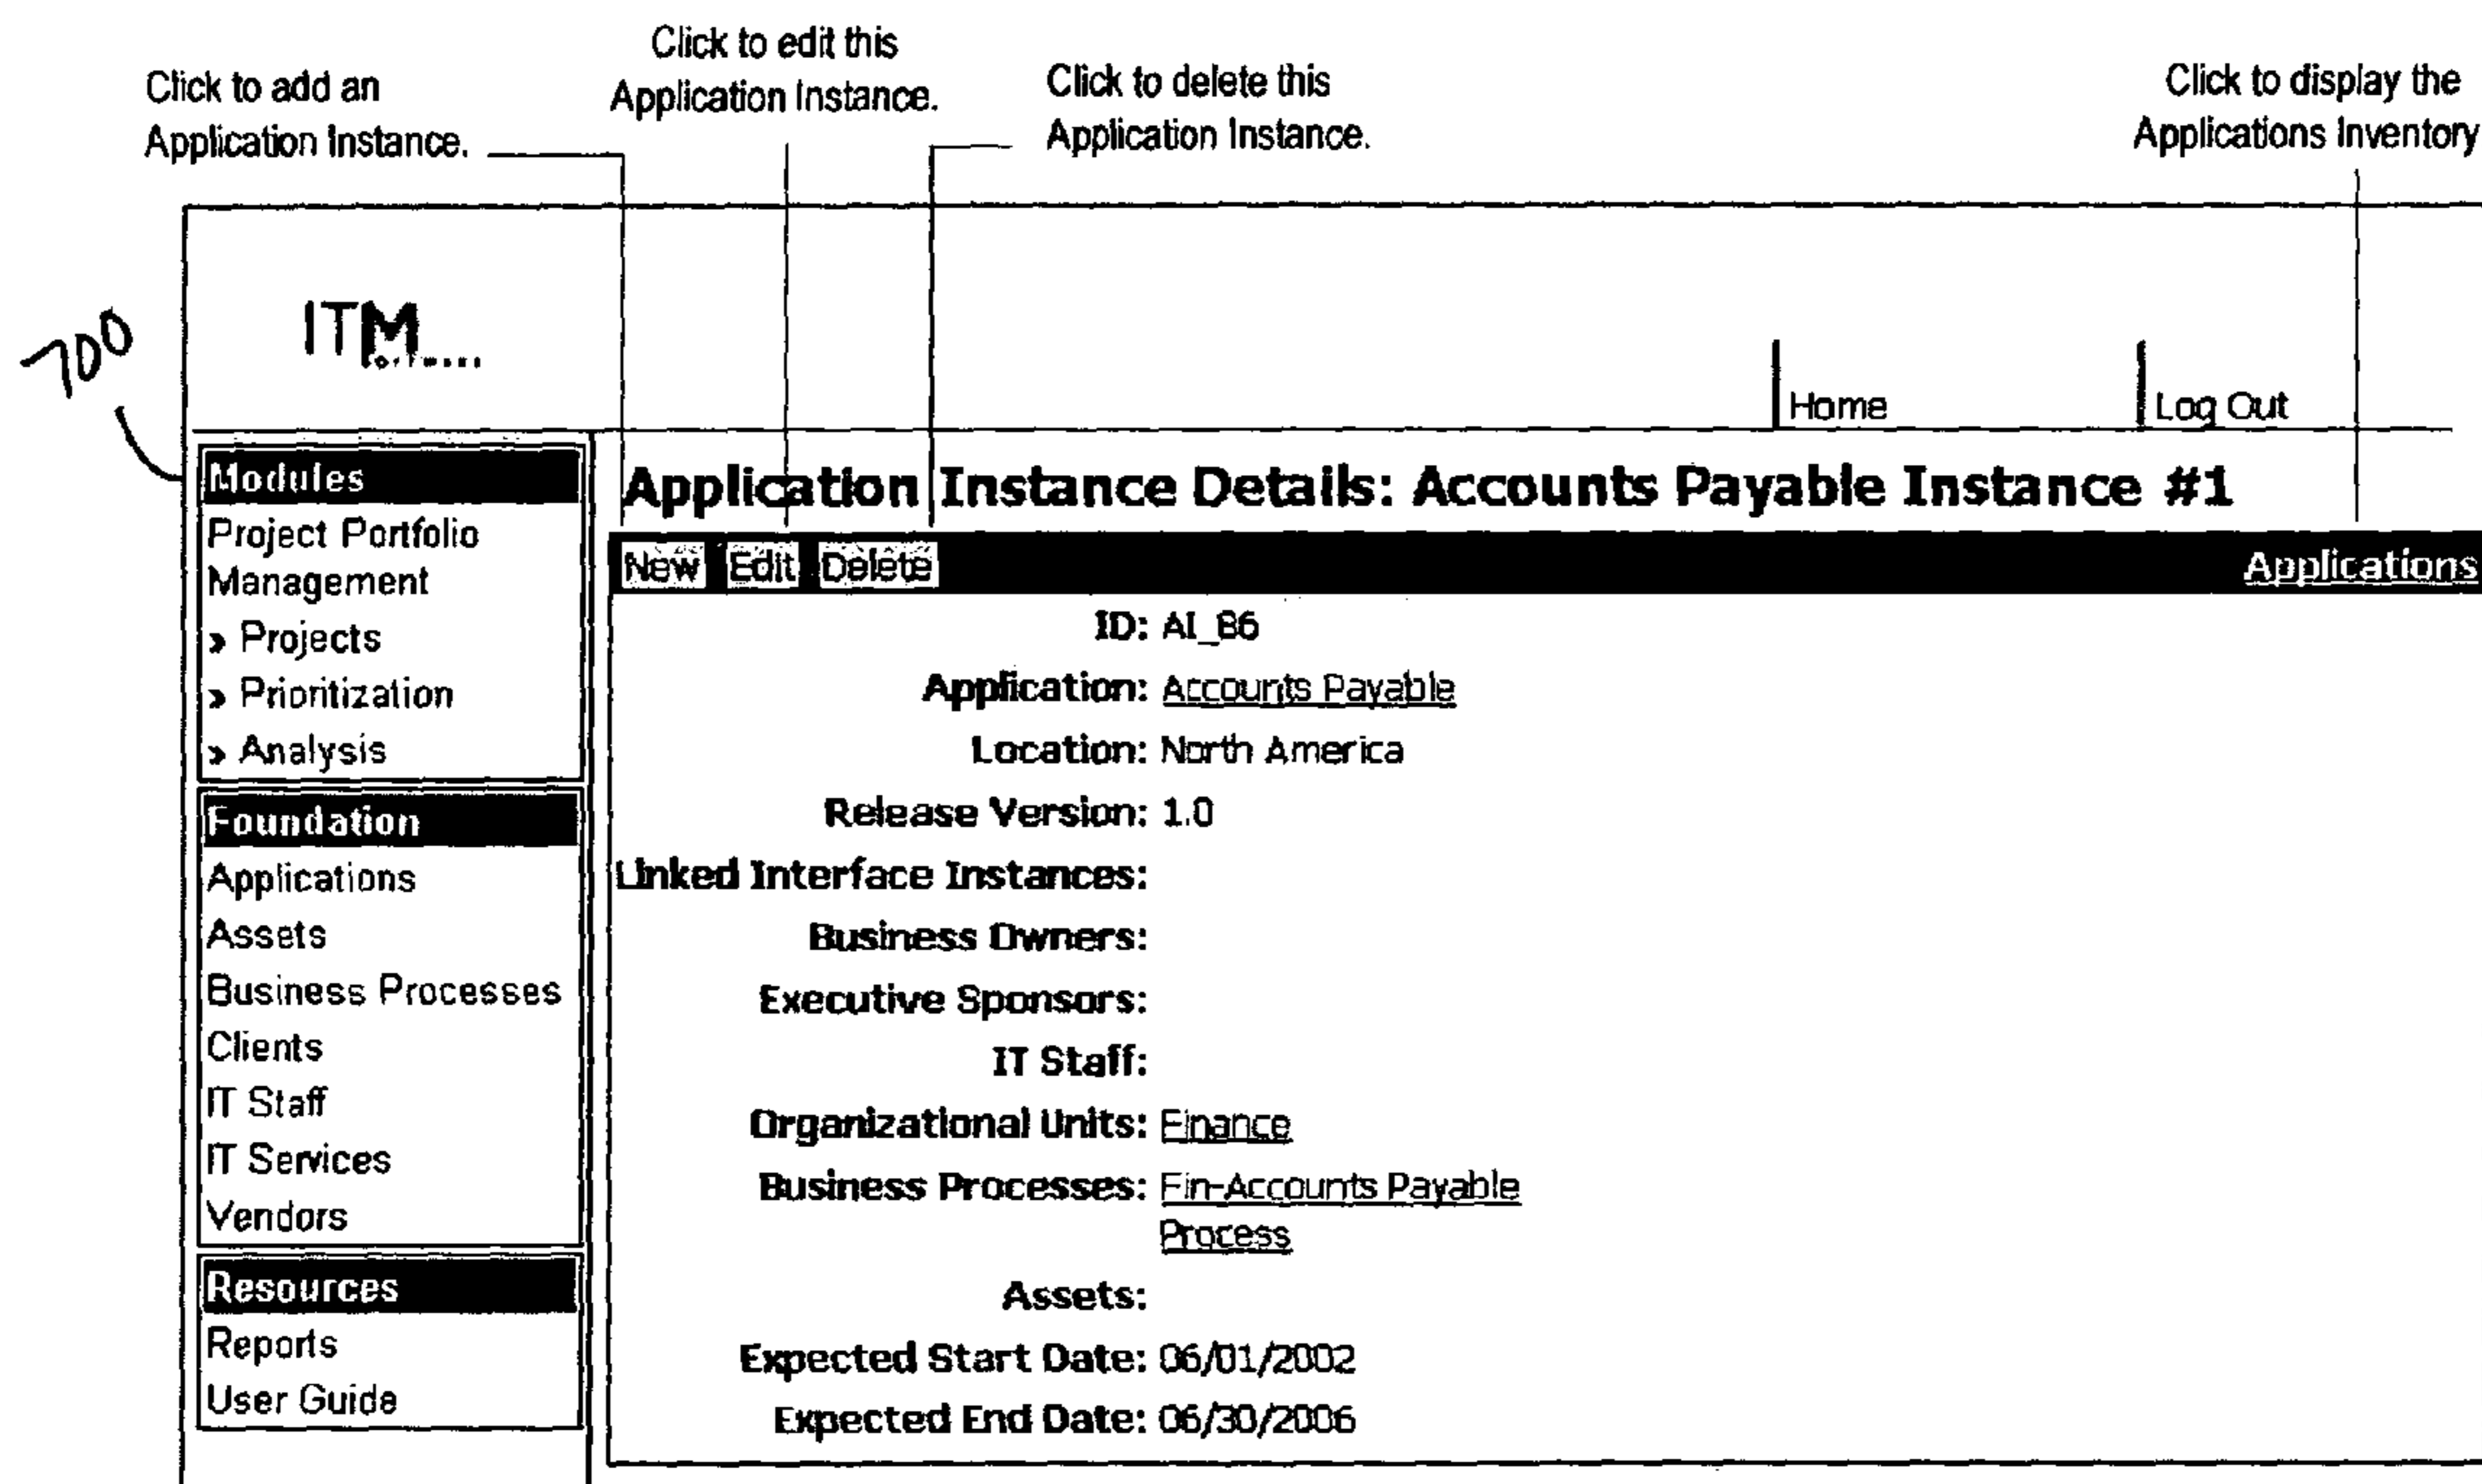 Click to add an
Application Instance.
Click to edit this
Application Instance.
Click to delete this
Application Instance.
Click to display the
Applications Inventory
700
ITM
Home
Log Out
Modules
Project Portfolio
Management
» Projects
» Prioritization
» Analysis
Foundation
Applications
Assets
Business Processes
Clients
IT Staff
IT Services
Vendors
Resources
Reports
User Guide
Application Instance Details: Accounts Payable Instance #1
New Edit Delete Applications
ID: AI_86
Application: Accounts Payable
Location: North America
Release Version: 1.0
Linked Interface Instances:
Business Owners:
Executive Sponsors:
IT Staff:
Organizational Units: Finance
Business Processes: Fin-Accounts Payable
Process
Assets:
Expected Start Date: 06/01/2002
Expected End Date: 06/30/2006